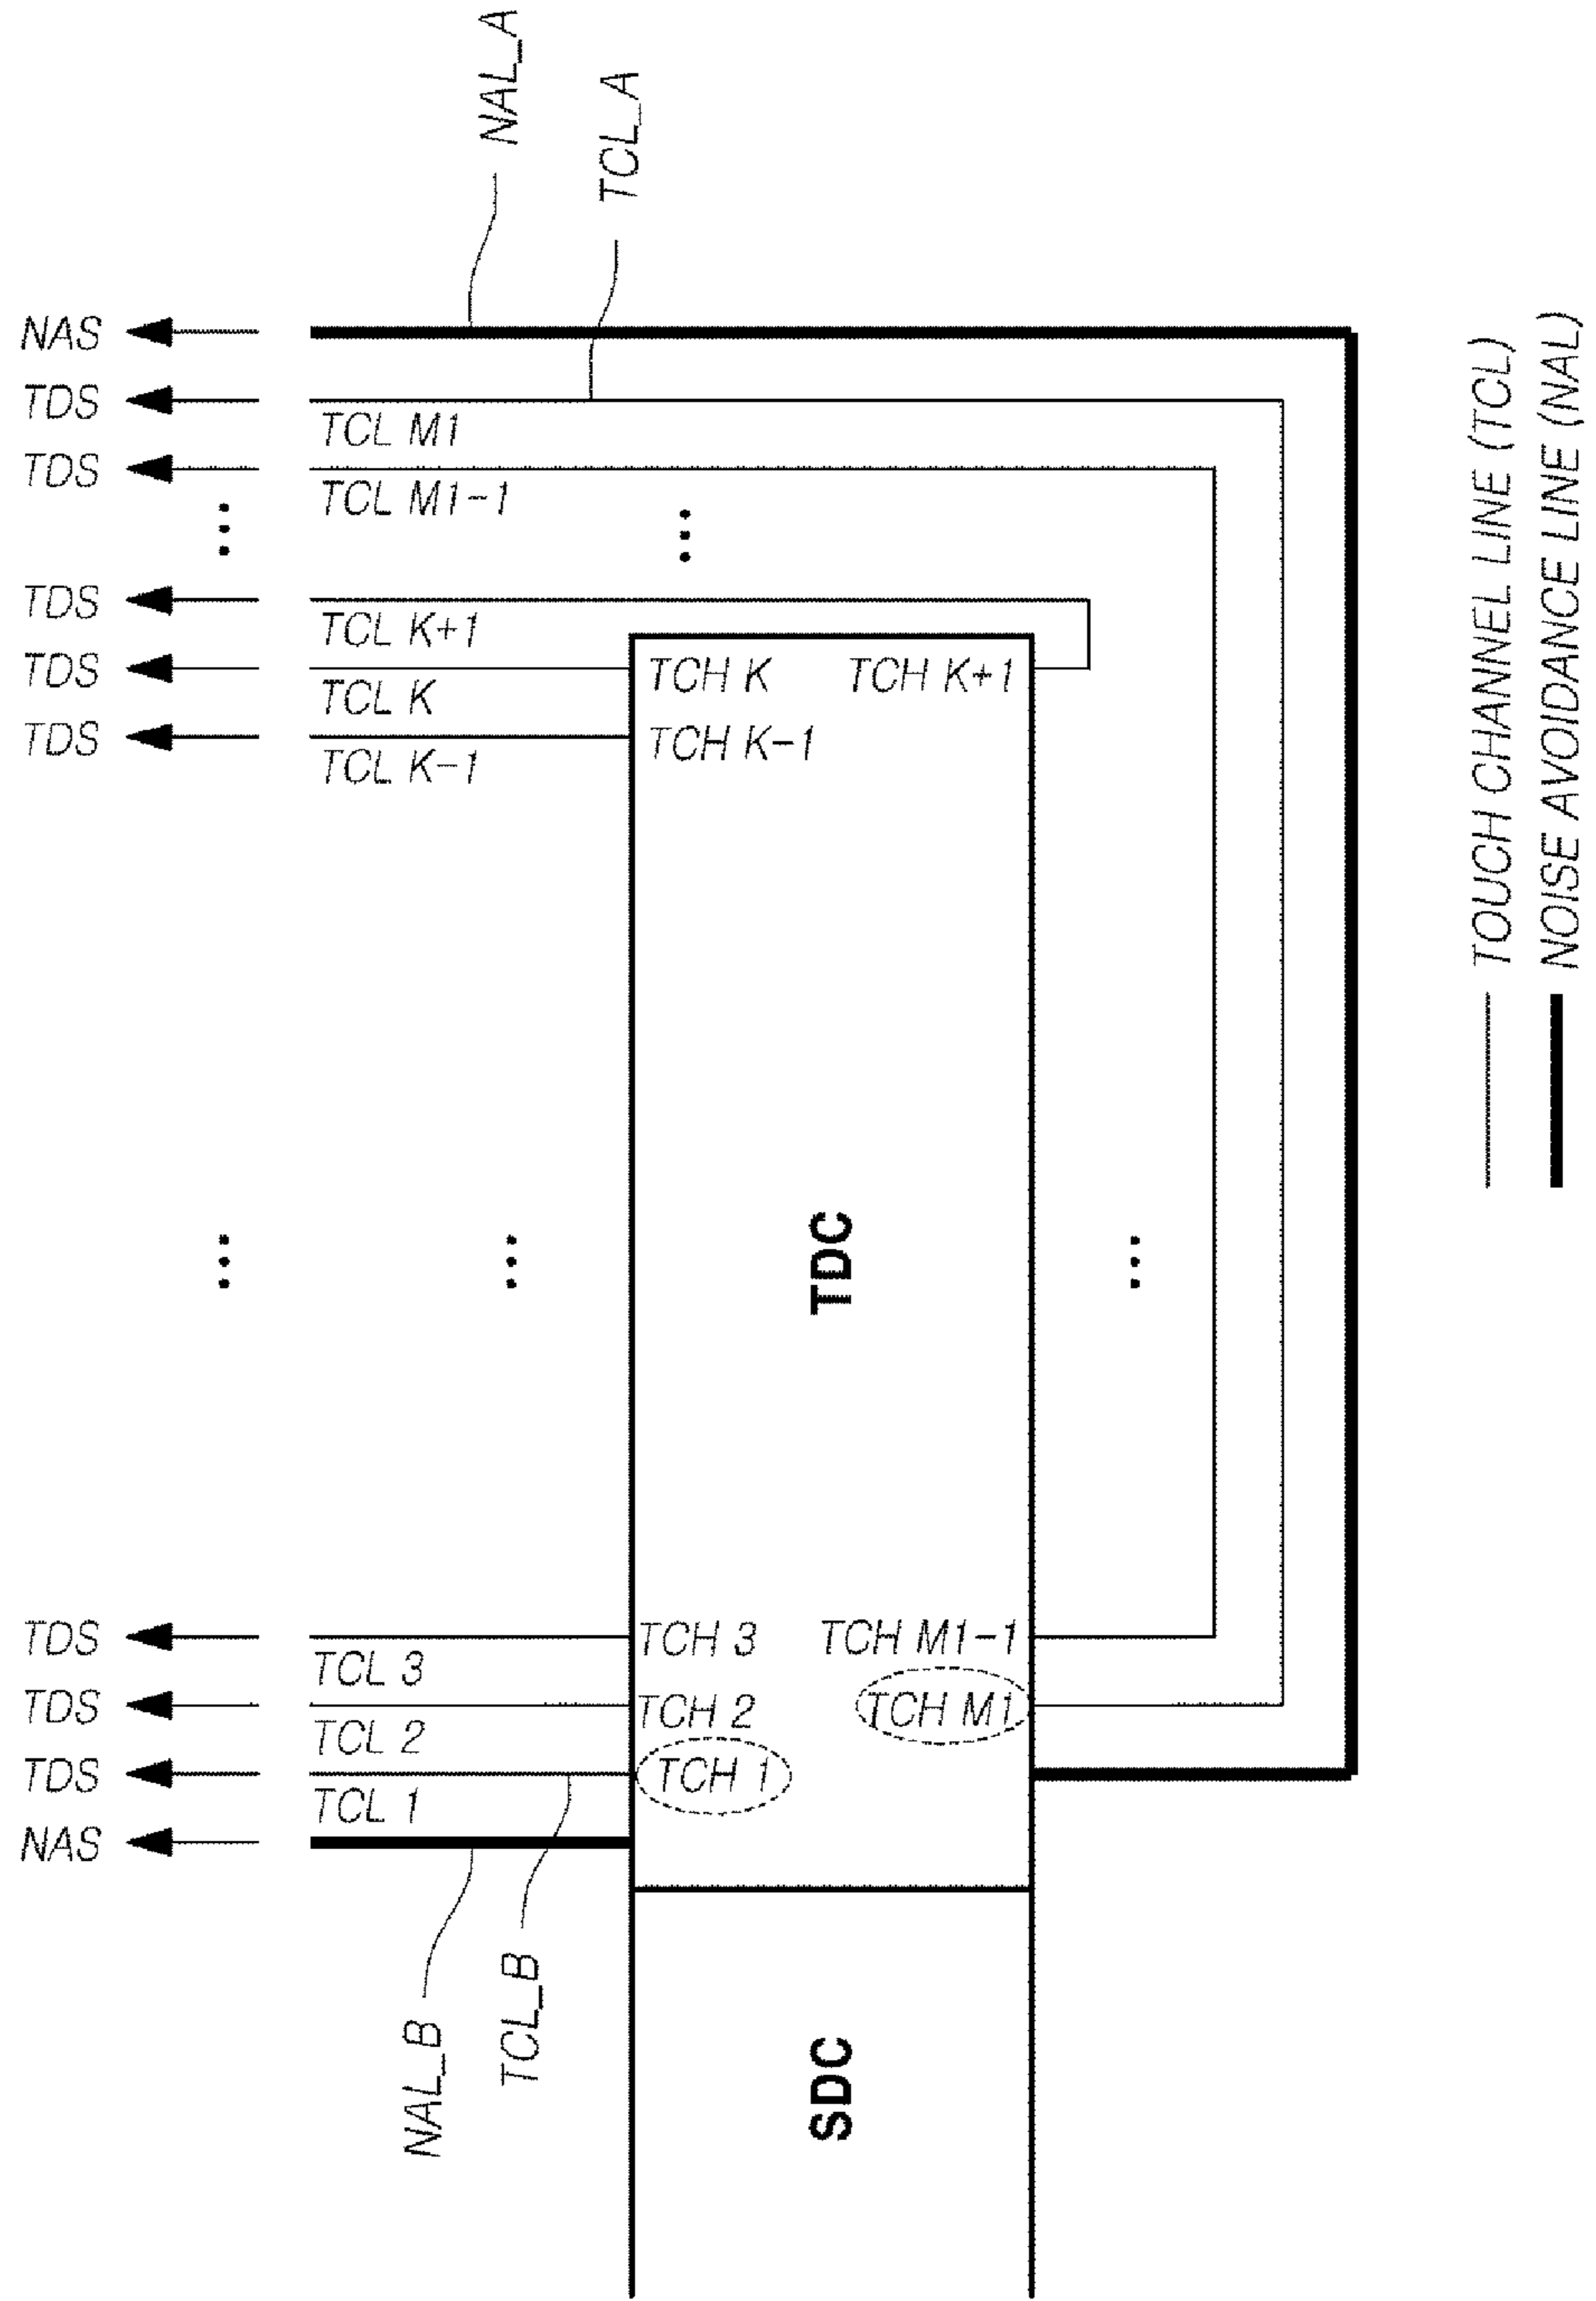 NAL_A
TCL_A
NAS
TDS
TCL M1
TDS
TCL M1-1
...
...
TDS
TCL K+1
TDS
TCL K
TCH K
TCH K+1
TDS
TCL K-1
TCH K-1
...
...
TDC
...
TDS
TCL 3
TCH 3
TCH M1-1
TDS
TCL 2
TCH 2
TCH M1
TDS
TCL 1
TCH 1
NAS
NAL_B
TCL_B
SDC
TOUCH CHANNEL LINE (TCL)
NOISE AVOIDANCE LINE (NAL)